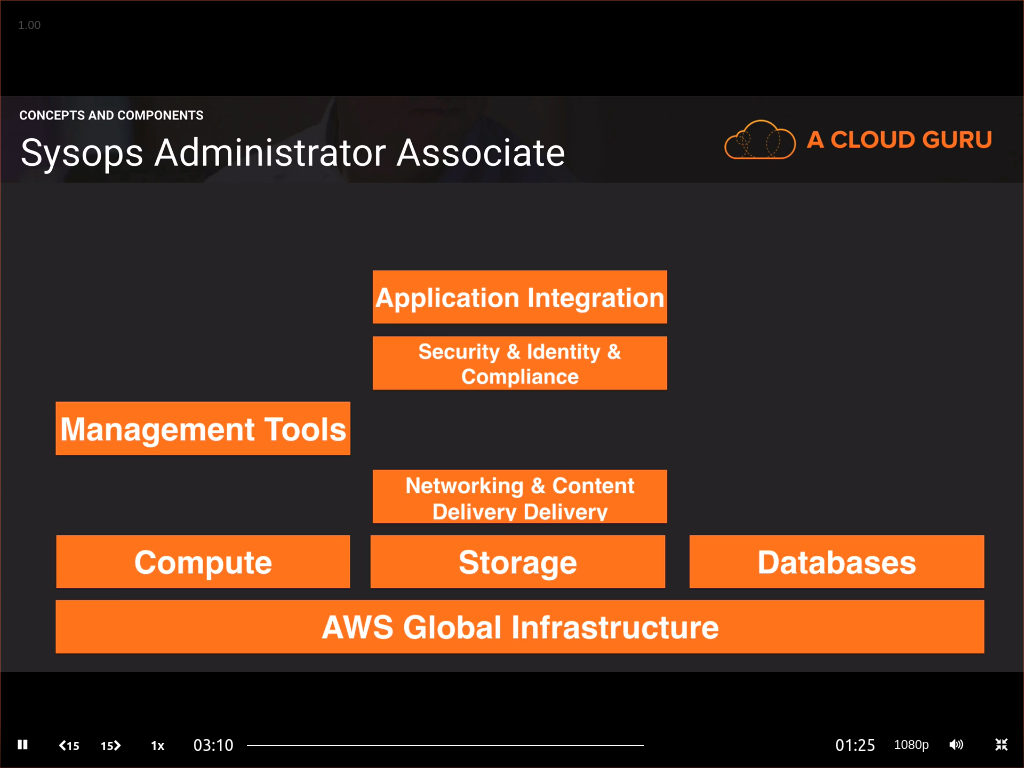 1.00
CONCEPTS AND COMPONENTS
Sysops Administrator Associate
A CLOUD GURU
Application Integration
Security & Identity &
Compliance
Management Tools
Networking & Content
Delivery Delivery
Compute
Storage
Databases
AWS Global Infrastructure
15
15
1x
03:10
01:25
1080p